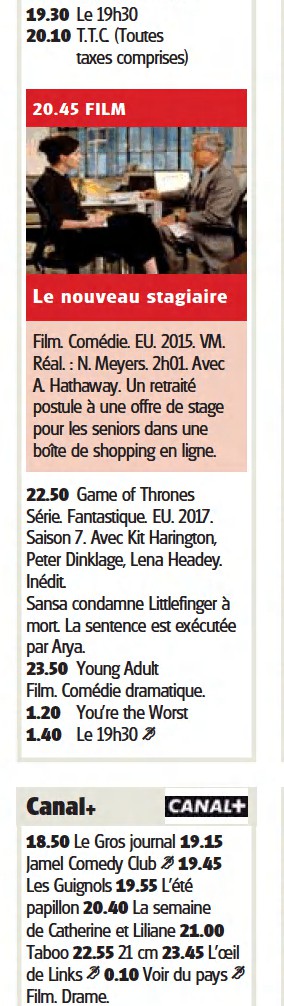 19.30 Le 19h30
20.10 T.T.C. (Toutes
taxes comprises)
20.45 FILM
Le nouveau stagiaire
Film. Comédie. EU. 2015. VM.
Réal. : N. Meyers. 2h01. Avec
A. Hathaway. Un retraité
postule à une offre de stage
pour les seniors dans une
boîte de shopping en ligne.
22.50 Game of Thrones
Série. Fantastique. EU. 2017.
Saison 7. Avec Kit Harington,
Peter Dinklage, Lena Headey.
Inédit.
Sansa condamne Littlefinger à
mort. La sentence est exécutée
par Arya.
23.50 Young Adult
Film. Comédie dramatique.
1.20 You're the Worst
1.40 Le 19h30
Canal+ CANAL+
18.50 Le Gros journal 19.15
Jamel Comedy Club 19.45
Les Guignols 19.55 L'été
papillon 20.40 La semaine
de Catherine et Liliane 21.00
Taboo 22.55 21 cm 23.45 L'œil
de Links 0.10 Voir du pays
Film. Drame.